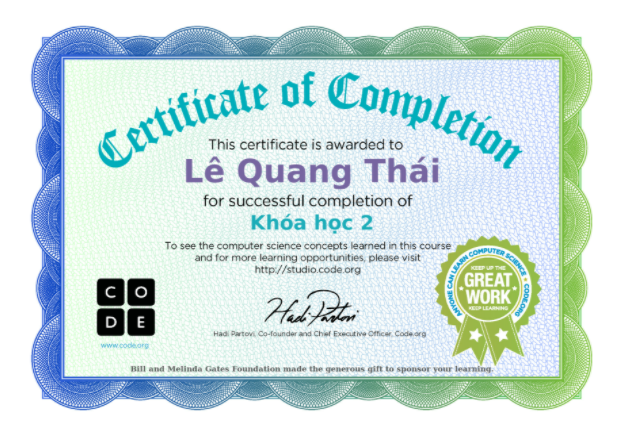 Certificate of Completion
This certificate is awarded to
Lê Quang Thái
for successful completion of
Khóa học 2
To see the computer science concepts learned in this course
and for more learning opportunities, please visit
http://studio.code.org
C O
D E
www.code.org
Hadi Partovi
Hadi Partovi, Co-founder and Chief Executive Officer, Code.org
ANYONE CAN LEARN COMPUTER SCIENCE • CODE.ORG
KEEP UP THE
GREAT
WORK
KEEP LEARNING
Bill and Melinda Gates Foundation made the generous gift to sponsor your learning.